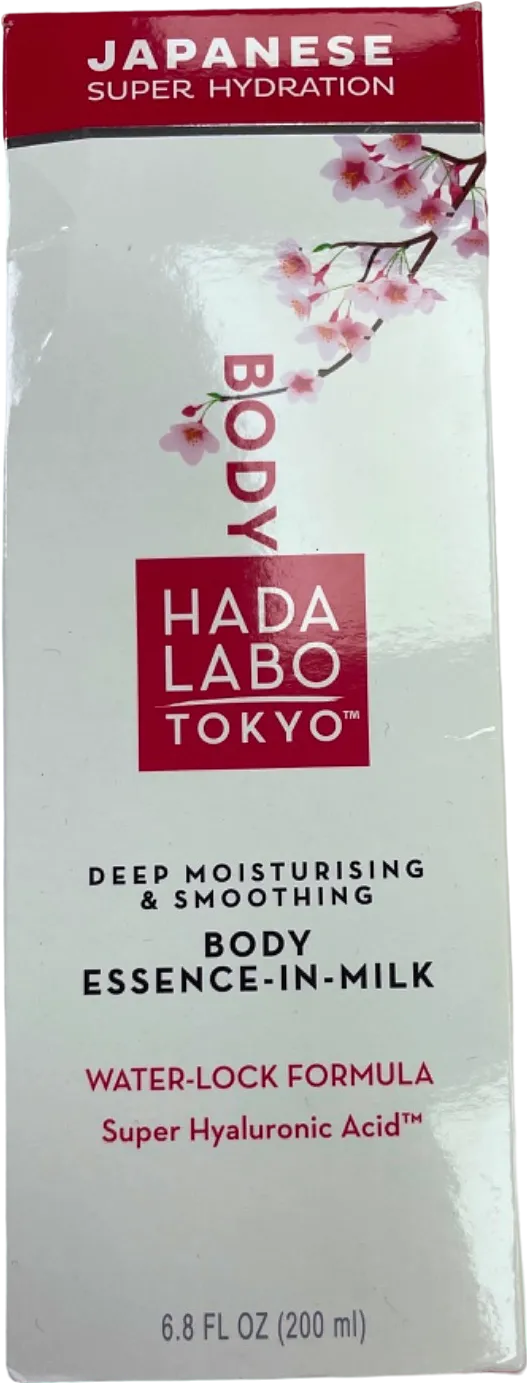 JAPANESE
SUPER HYDRATION
BODY
HADA
LABO
TOKYO™
DEEP MOISTURISING
& SMOOTHING
BODY
ESSENCE-IN-MILK
WATER-LOCK FORMULA
Super Hyaluronic Acid™
6.8 FL OZ (200 ml)